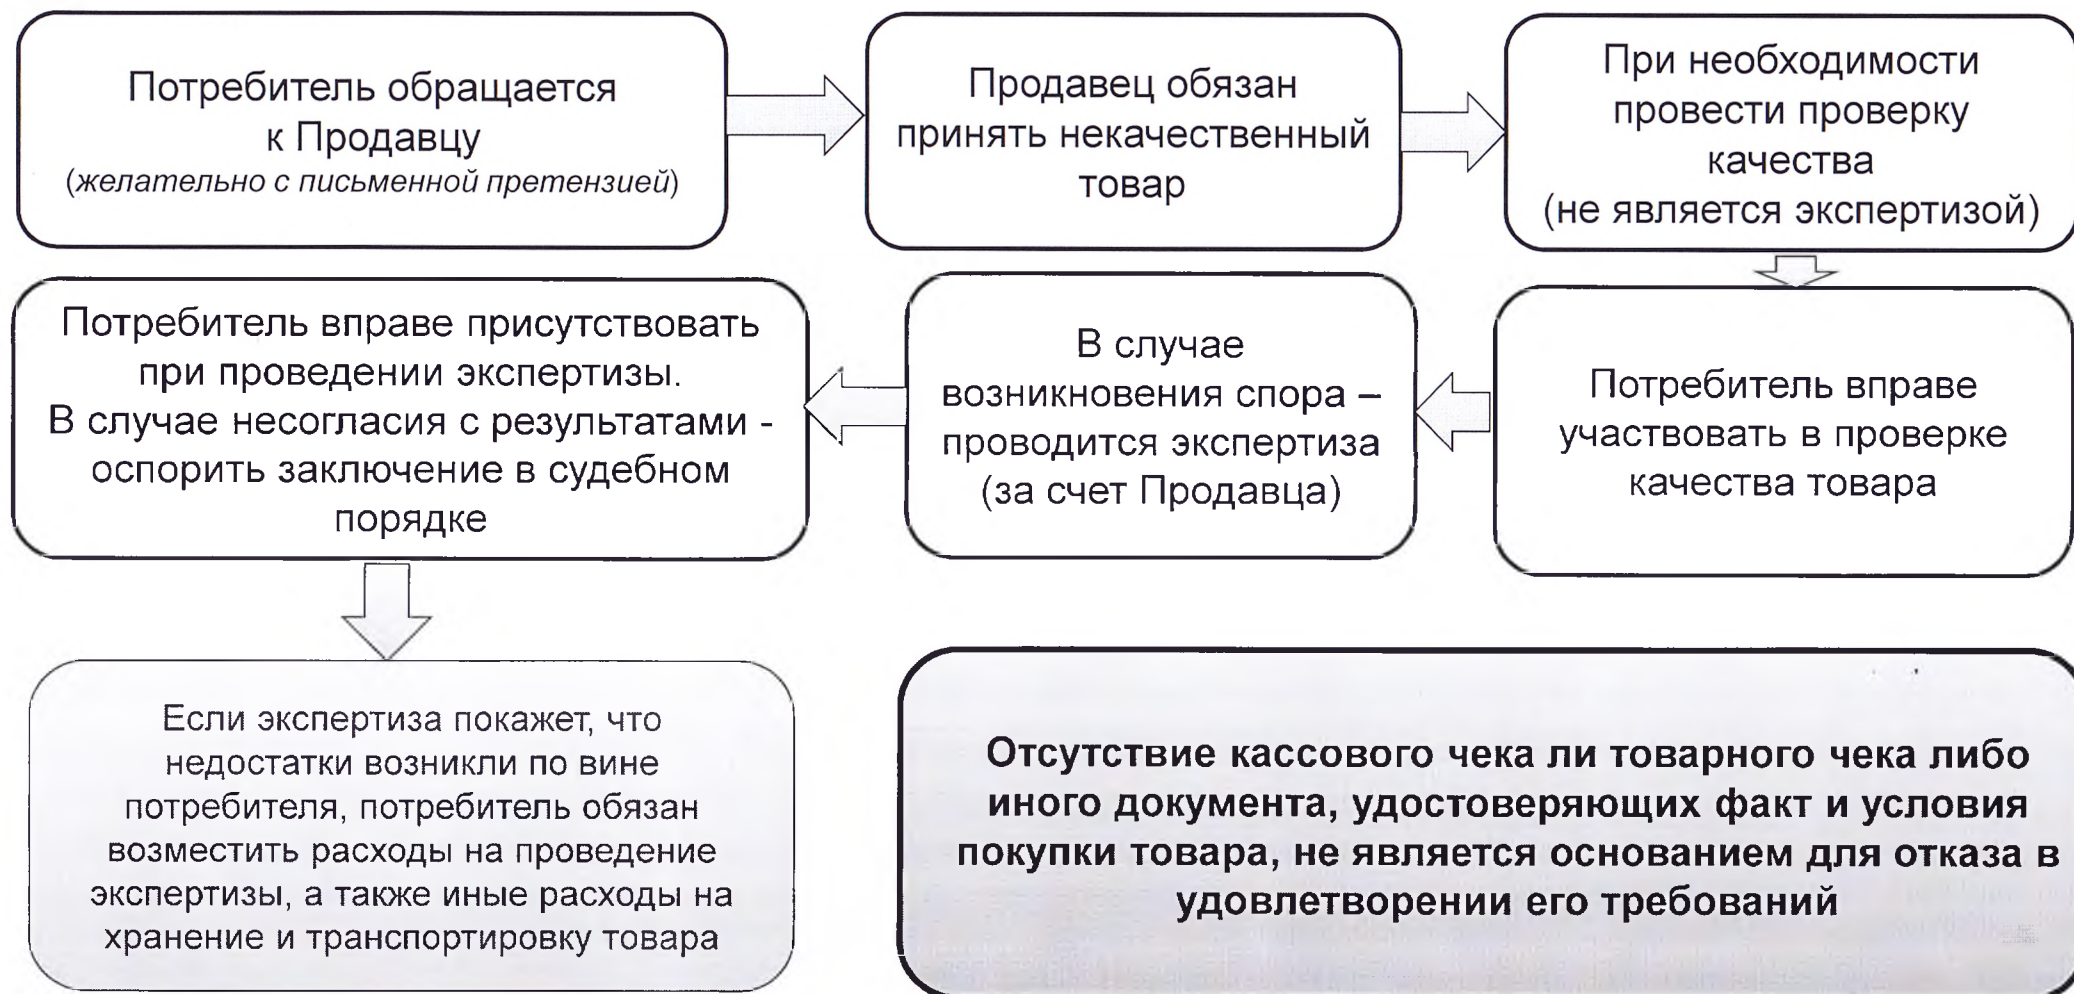 Потребитель обращается
к Продавцу
(желательно с письменной претензией)
Продавец обязан
принять некачественный
товар
При необходимости
провести проверку
качества
(не является экспертизой)
Потребитель вправе
участвовать в проверке
качества товара
В случае
возникновения спора –
проводится экспертиза
(за счет Продавца)
Потребитель вправе присутствовать
при проведении экспертизы.
В случае несогласия с результатами -
оспорить заключение в судебном
порядке
Если экспертиза покажет, что
недостатки возникли по вине
потребителя, потребитель обязан
возместить расходы на проведение
экспертизы, а также иные расходы на
хранение и транспортировку товара
Отсутствие кассового чека ли товарного чека либо
иного документа, удостоверяющих факт и условия
покупки товара, не является основанием для отказа в
удовлетворении его требований